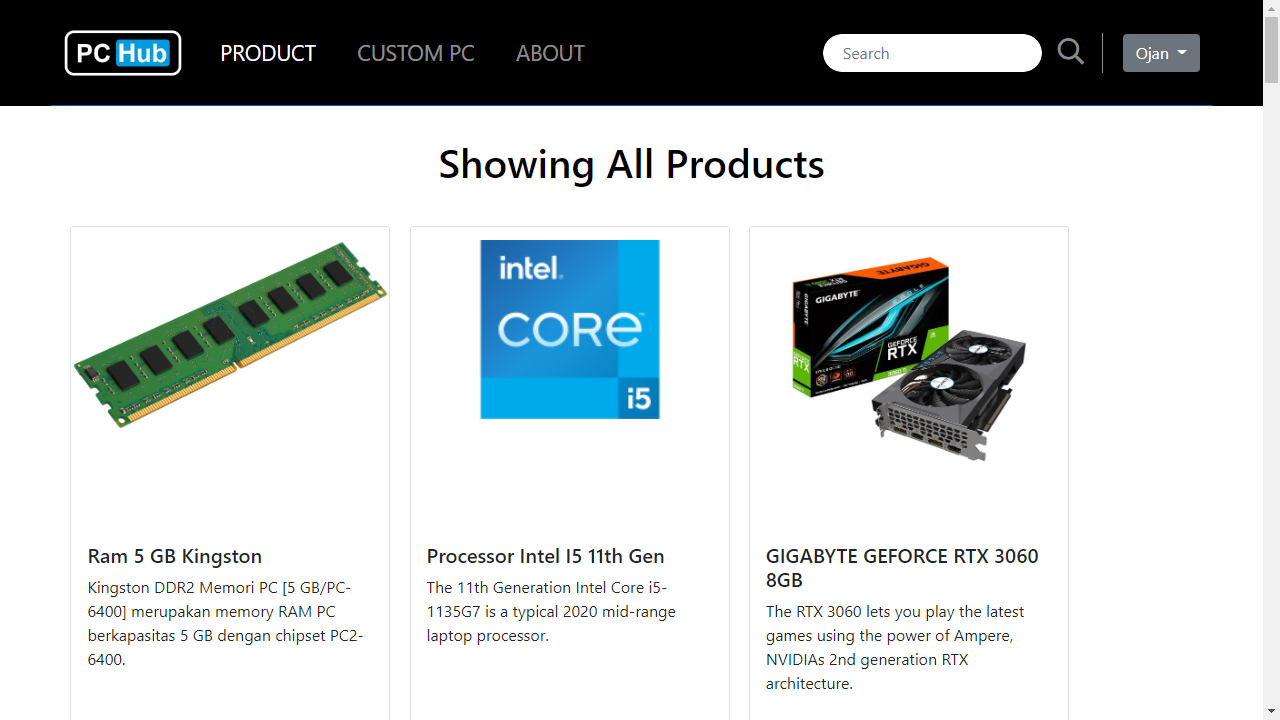 PC Hub
PRODUCT
CUSTOM PC
ABOUT
Search
Ojan
Showing All Products
intel
CORE
i5
GIGABYTE
GEFORCE
RTX
Ram 5 GB Kingston
Kingston DDR2 Memori PC [5 GB/PC-
6400] merupakan memory RAM PC
berkapasitas 5 GB dengan chipset PC2-
6400.
Processor Intel I5 11th Gen
The 11th Generation Intel Core i5-
1135G7 is a typical 2020 mid-range
laptop processor.
GIGABYTE GEFORCE RTX 3060
8GB
The RTX 3060 lets you play the latest
games using the power of Ampere,
NVIDIAs 2nd generation RTX
architecture.